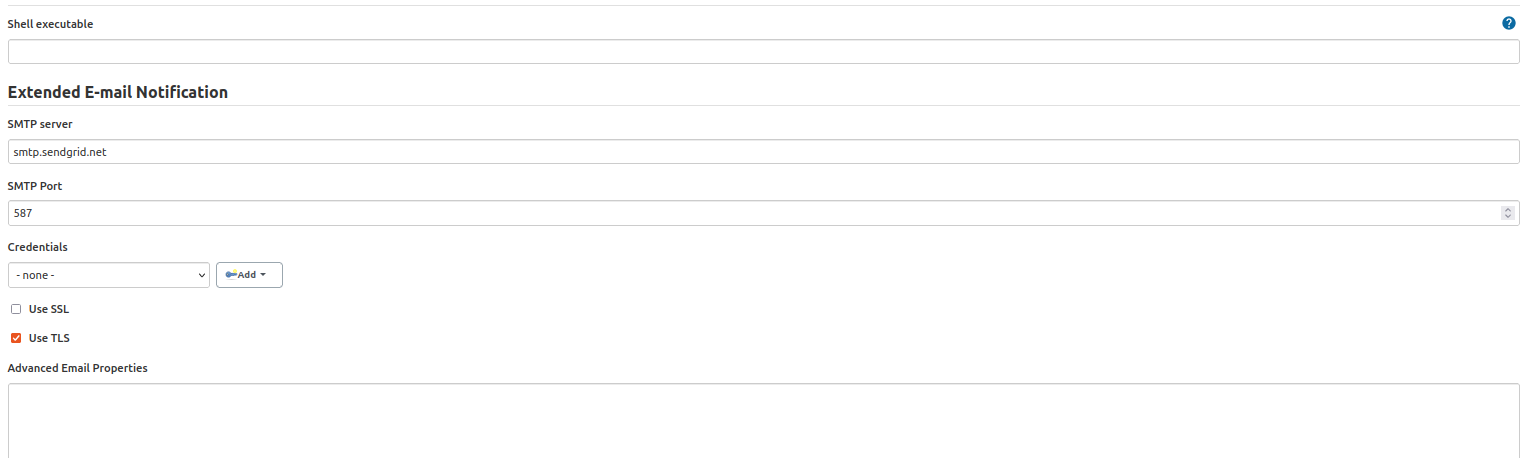 Shell executable
?
Extended E-mail Notification
SMTP server
smtp.sendgrid.net
SMTP Port
587
Credentials
- none -
Add
Use SSL
Use TLS
Advanced Email Properties